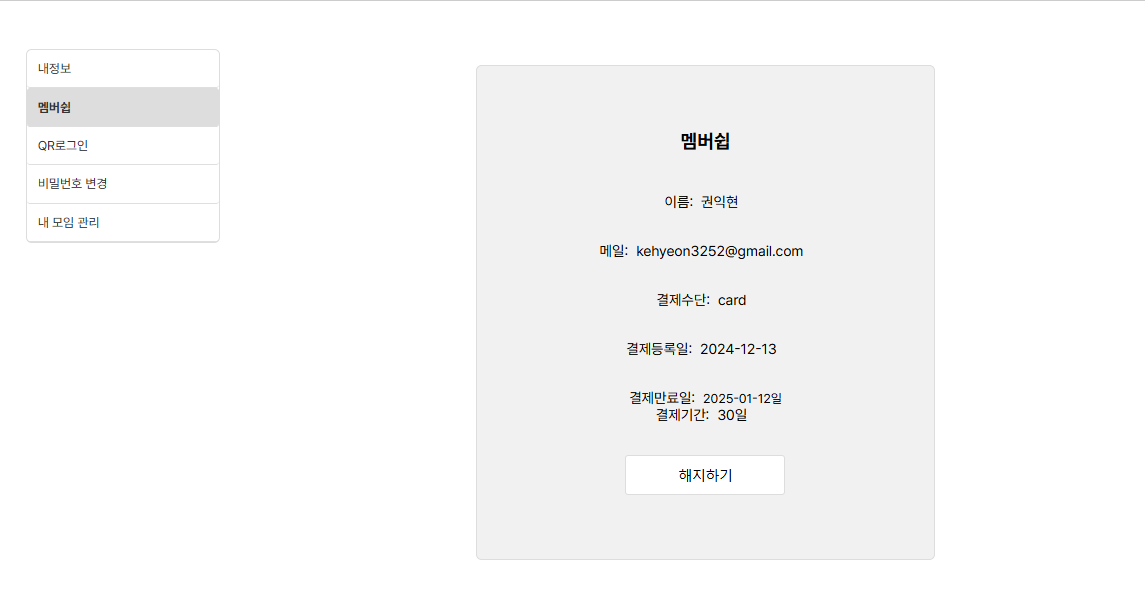 내정보
멤버쉽
QR로그인
비밀번호 변경
내 모임 관리
멤버쉽
이름: 권익현
메일: kehyeon3252@gmail.com
결제수단: card
결제등록일: 2024-12-13
결제만료일: 2025-01-12일
결제기간: 30일
해지하기